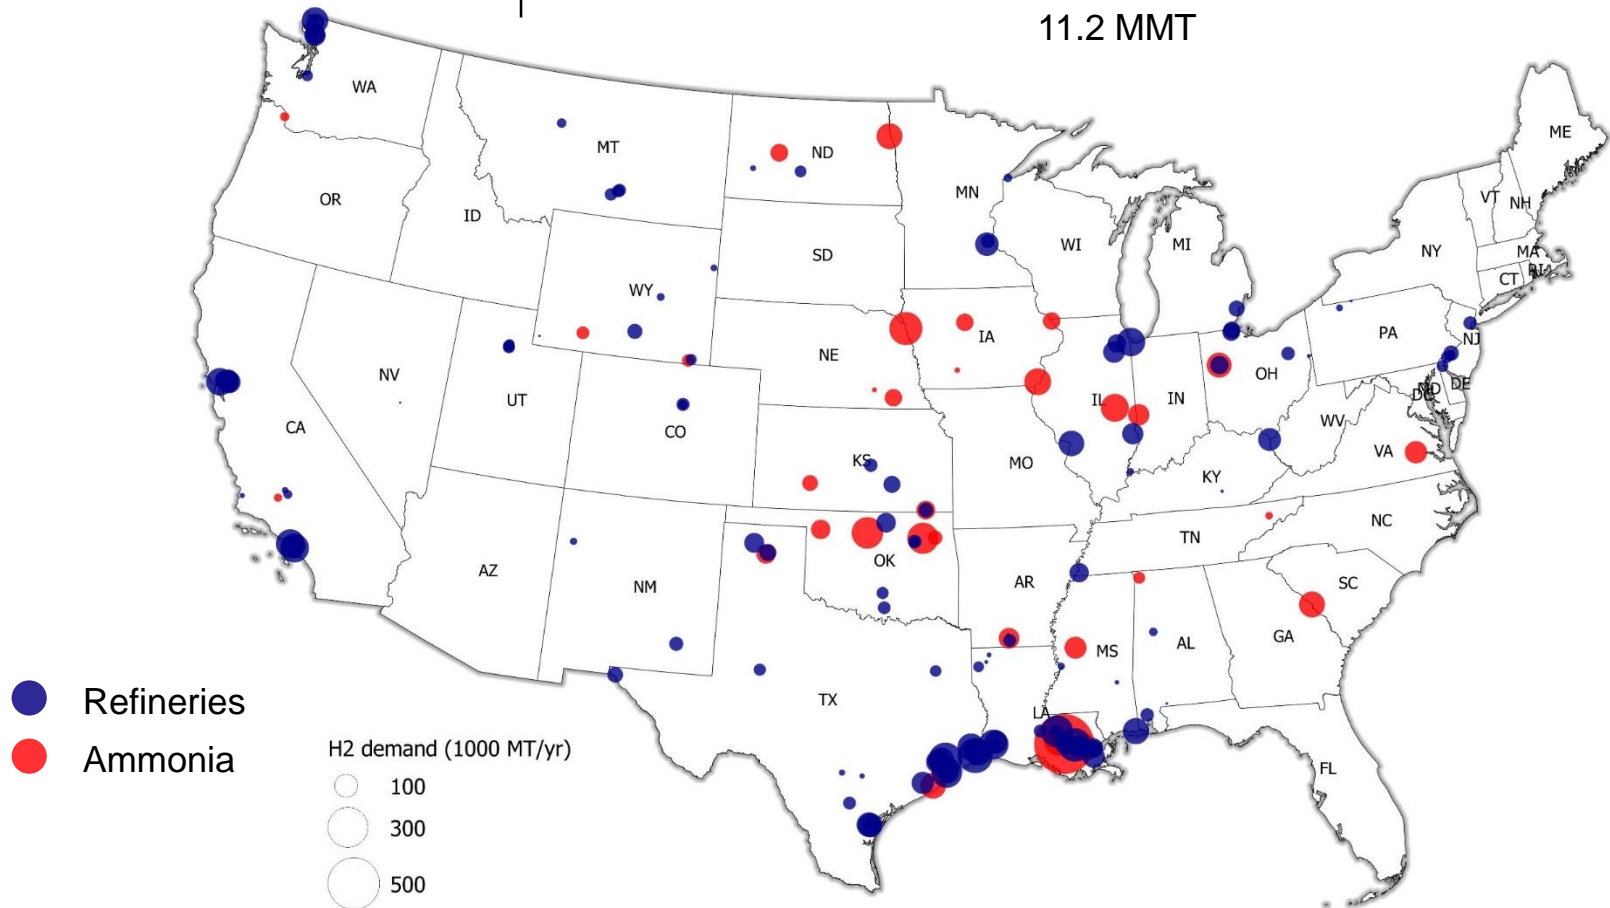 11.2 MMT
WA
MT
ND
MN
ME
OR
ID
SD
WI
MI
VT
NH
NY
MA
CT
RI
WY
IA
NE
PA
NJ
NV
UT
CO
IL
IN
OH
MD
DE
DC
CA
KS
MO
KY
WV
VA
AZ
NM
OK
AR
TN
NC
SC
MS
AL
GA
TX
LA
FL
Refineries
Ammonia
H2 demand (1000 MT/yr)
100
300
500